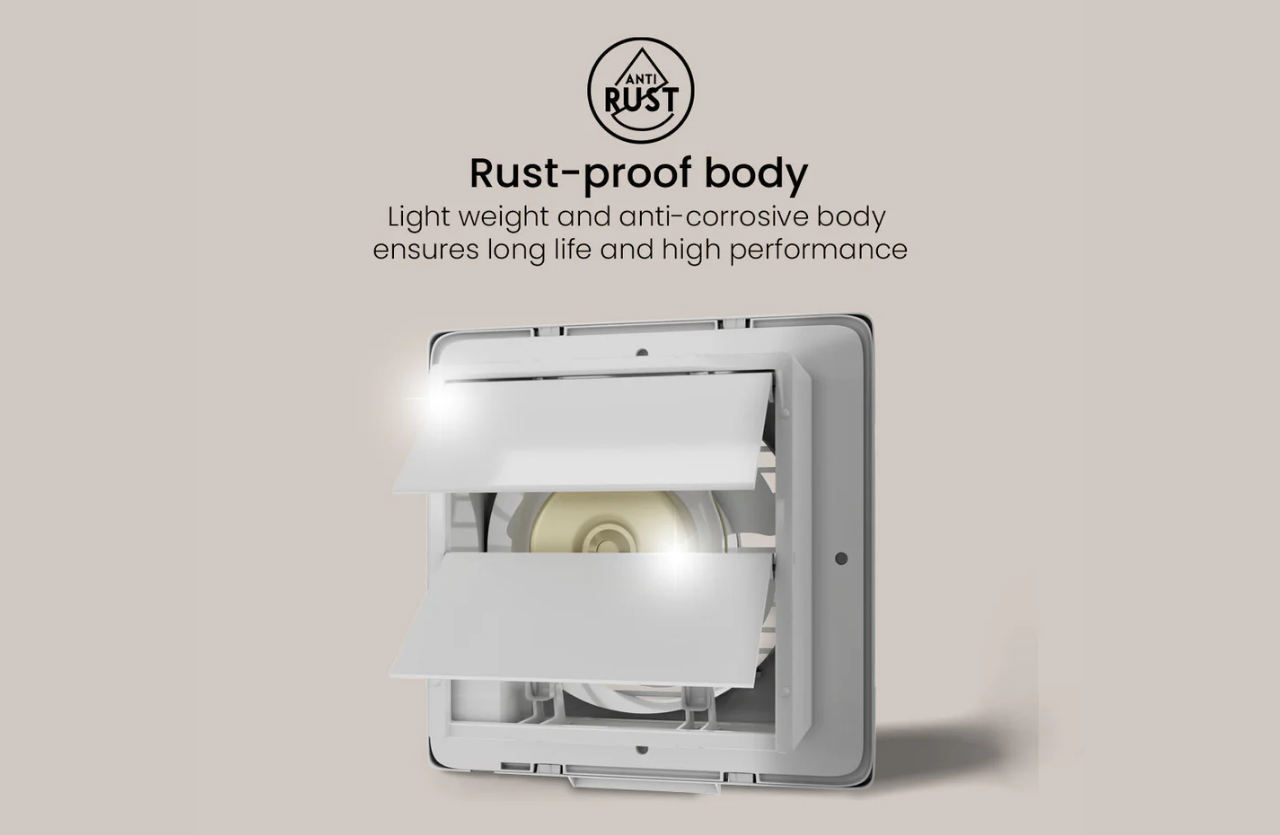 ANTI
RUST
Rust-proof body
Light weight and anti-corrosive body
ensures long life and high performance